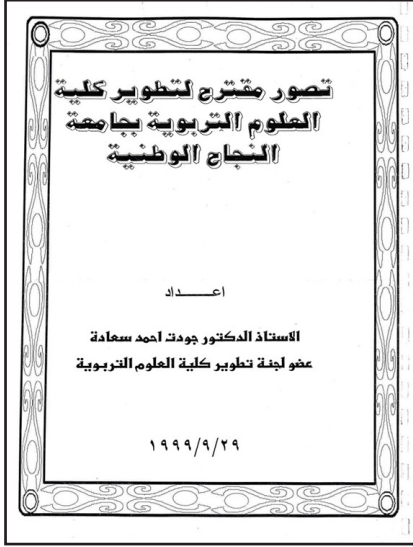 تصور مقترح لتطوير كلية
العلوم التربوية بجامعة
النجاح الوطنية
اعـــداد
الاستاذ الدكتور جودت احمد سعادة
عضو لجنة تطوير كلية العلوم التربوية
١٩٩٩/٩/٢٩